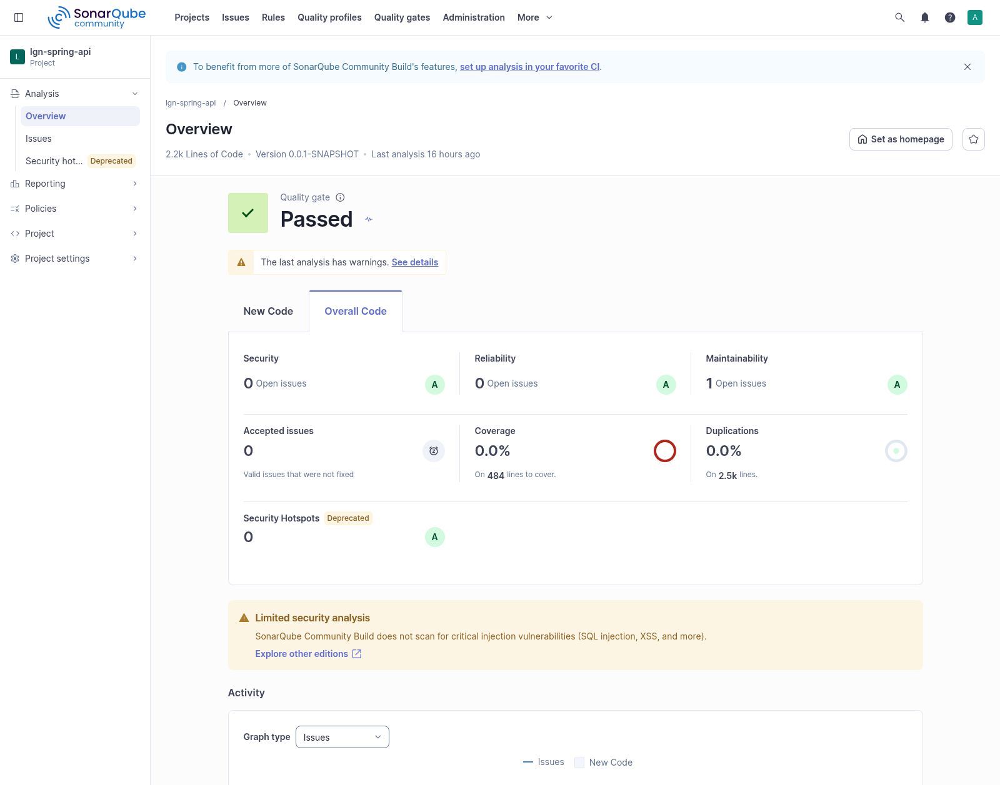 SonarQube
community
Projects
Issues
Rules
Quality profiles
Quality gates
Administration
More
A
L
lgn-spring-api
Project
Analysis
Overview
Issues
Security hot...
Deprecated
Reporting
Policies
Project
Project settings
To benefit from more of SonarQube Community Build's features, set up analysis in your favorite CI.
lgn-spring-api / Overview
Overview
2.2k Lines of Code • Version 0.0.1-SNAPSHOT • Last analysis 16 hours ago
Set as homepage
Quality gate
Passed
The last analysis has warnings. See details
New Code
Overall Code
Security
0 Open issues
A
Reliability
0 Open issues
A
Maintainability
1 Open issues
A
Accepted issues
0
Valid issues that were not fixed
Coverage
0.0%
On 484 lines to cover.
Duplications
0.0%
On 2.5k lines.
Security Hotspots
Deprecated
0
A
Limited security analysis
SonarQube Community Build does not scan for critical injection vulnerabilities (SQL injection, XSS, and more).
Explore other editions
Activity
Graph type
Issues
Issues
New Code